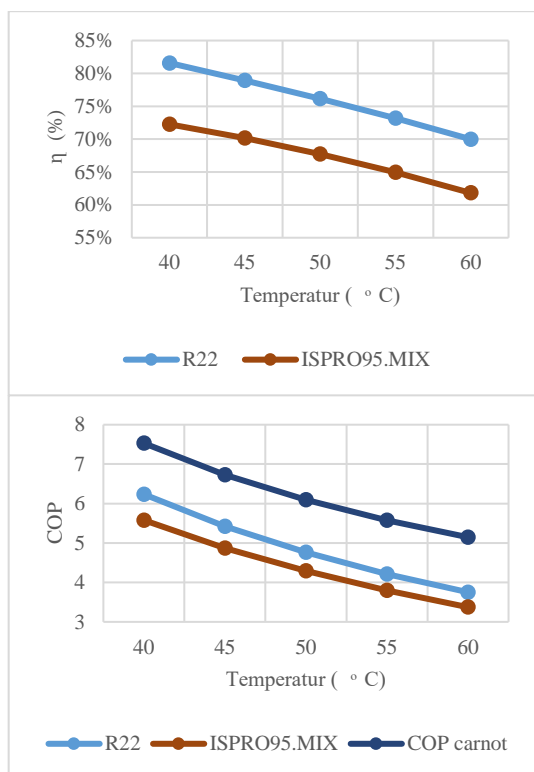 85%
80%
75%
70%
65%
60%
55%
η (%)
40 45 50 55 60
Temperatur ( °C)
R22 ISPRO95.MIX
8
7
6
5
4
3
COP
40 45 50 55 60
Temperatur ( °C)
R22 ISPRO95.MIX COP carnot